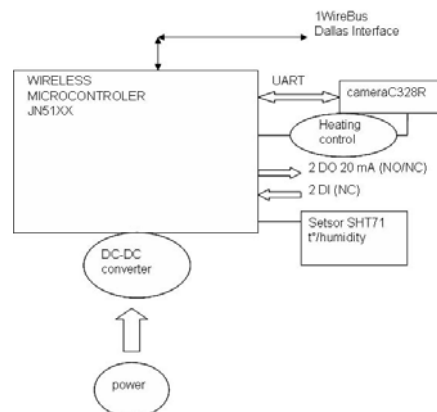 1WireBus
Dallas Interface
WIRELESS
MICROCONTROLER
JN51XX
UART
cameraC328R
Heating
control
2 DO 20 mA (NO/NC)
2 DI (NC)
Setsor SHT71
t°/humidity
DC-DC
converter
power